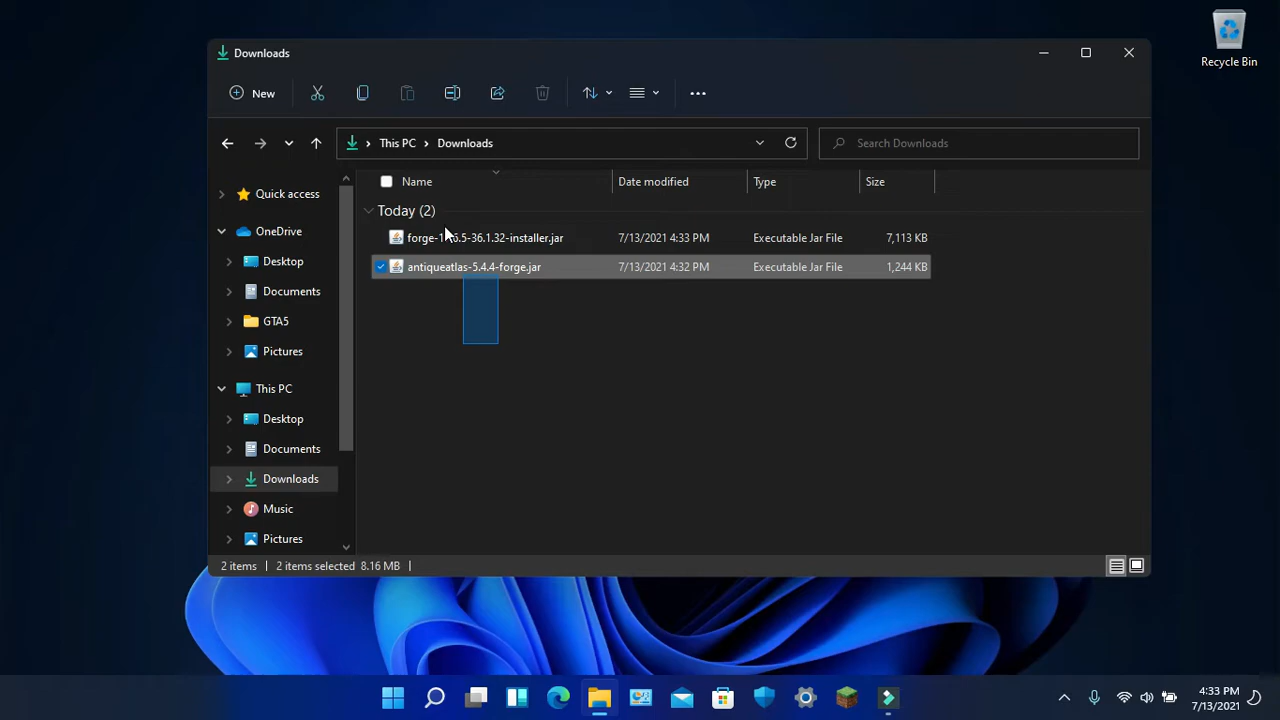 Recycle Bin
Downloads
New
This PC
Downloads
Search Downloads
Name
Date modified
Type
Size
Quick access
OneDrive
Desktop
Documents
GTA5
Pictures
This PC
Desktop
Documents
Downloads
Music
Pictures
Today (2)
forge-1 6.5-36.1.32-installer.jar
7/13/2021 4:33 PM
Executable Jar File
7,113 KB
antiqueatlas-5.4.4-forge.jar
7/13/2021 4:32 PM
Executable Jar File
1,244 KB
2 items
2 items selected
8.16 MB
4:33 PM
7/13/2021